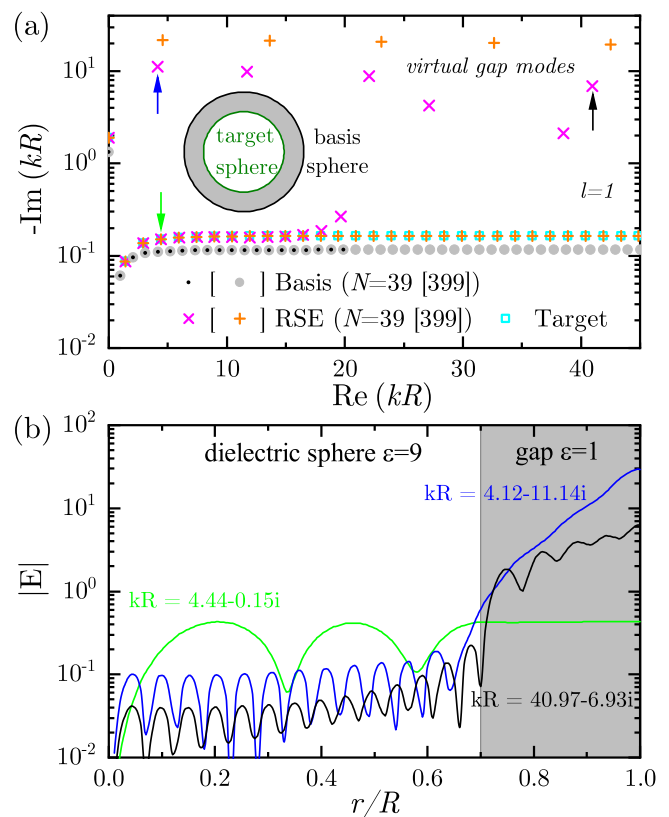 (a)
10^1
10^0
10^-1
10^-2
-Im (kR)
virtual gap modes
target sphere
basis sphere
l=1
[ ] Basis (N=39 [399])
[ ] RSE (N=39 [399])
Target
0 10 20 30 40
Re (kR)
(b)
10^2
10^1
10^0
10^-1
10^-2
|E|
dielectric sphere ε=9
gap ε=1
kR = 4.12-11.14i
kR = 4.44-0.15i
kR = 40.97-6.93i
0.0 0.2 0.4 0.6 0.8 1.0
r/R